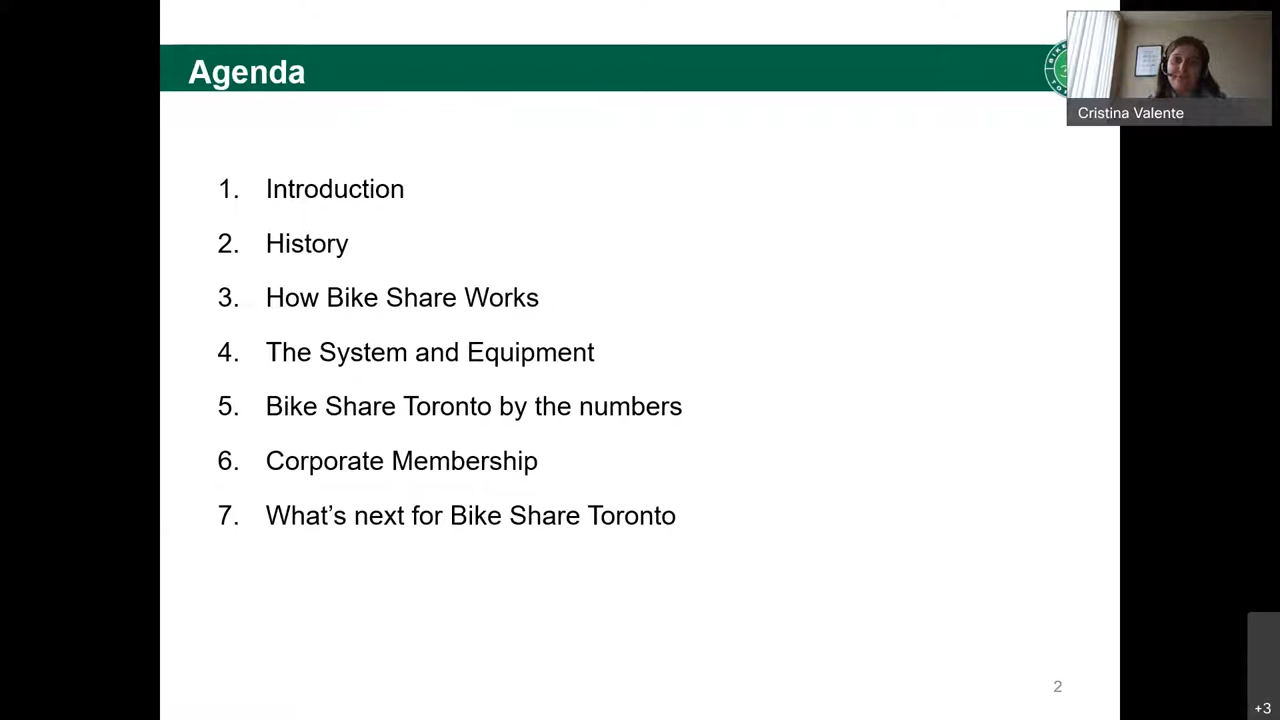 Agenda
Cristina Valente
1. Introduction
2. History
3. How Bike Share Works
4. The System and Equipment
5. Bike Share Toronto by the numbers
6. Corporate Membership
7. What’s next for Bike Share Toronto
2
+3